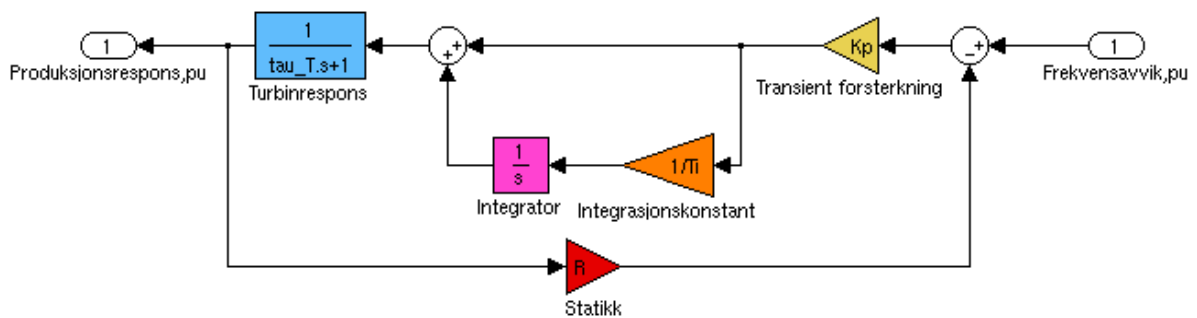 1
Produksjonsrespons,pu
1
tau_T.s+1
Turbinrespons
+
+
Kp
Transient forsterkning
−
+
1
Frekvensavvik,pu
1
s
Integrator
1/Ti
Integrasjonskonstant
R
Statikk